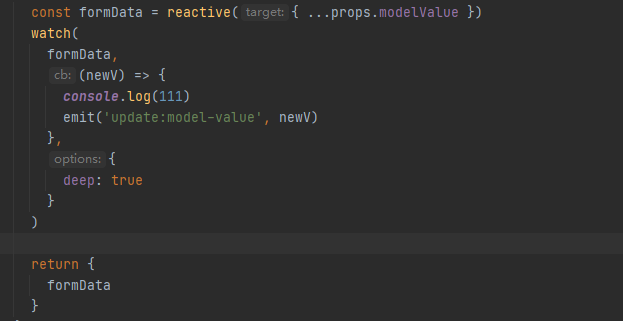 const formData = reactive( target: { ...props.modelValue })
watch(
formData,
cb: (newV) => {
console.log(111)
emit('update:model-value', newV)
},
options: {
deep: true
}
)
return {
formData
}